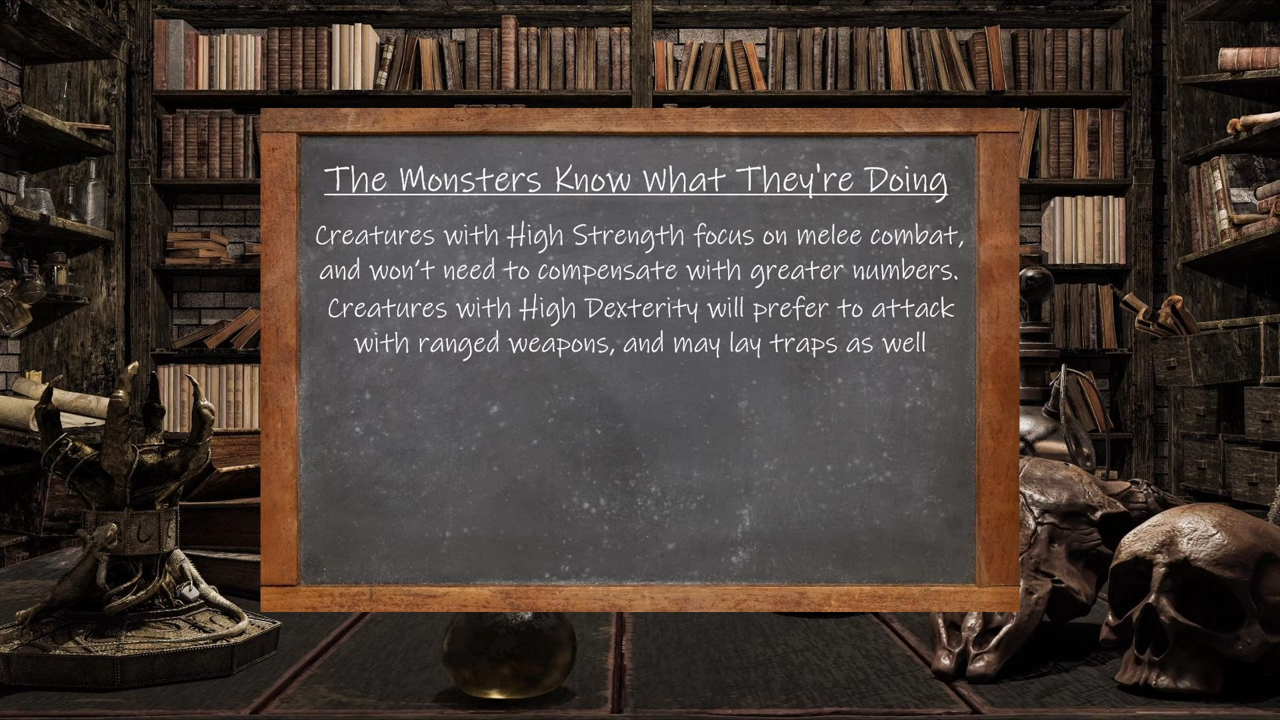 The Monsters Know What They're Doing
Creatures with High Strength focus on melee combat,
and won't need to compensate with greater numbers.
Creatures with High Dexterity will prefer to attack
with ranged weapons, and may lay traps as well